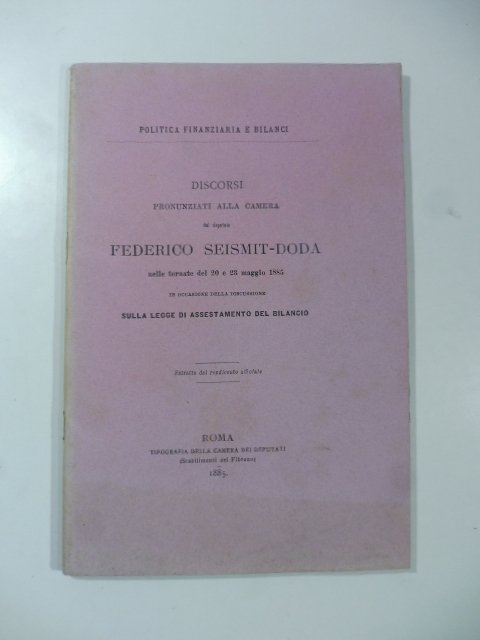 POLITICA FINANZIARIA E BILANCI
DISCORSI
PRONUNZIATI ALLA CAMERA
dal deputato
FEDERICO SEISMIT-DODA
nelle tornate del 20 e 23 maggio 1885
IN OCCASIONE DELLA DISCUSSIONE
SULLA LEGGE DI ASSESTAMENTO DEL BILANCIO
Estratto dal rendiconto ufficiale
ROMA
TIPOGRAFIA DELLA CAMERA DEI DEPUTATI
(Stabilimenti del Fibreno)
1885.